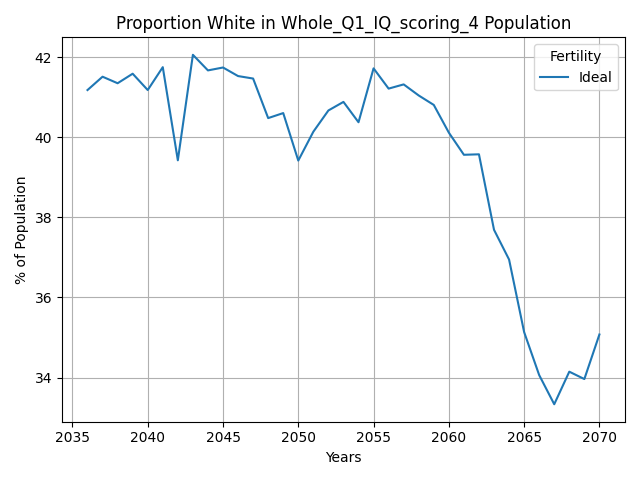 Proportion White in Whole_Q1_IQ_scoring_4 Population
Fertility
Ideal
% of Population
42
40
38
36
34
2035 2040 2045 2050 2055 2060 2065 2070
Years